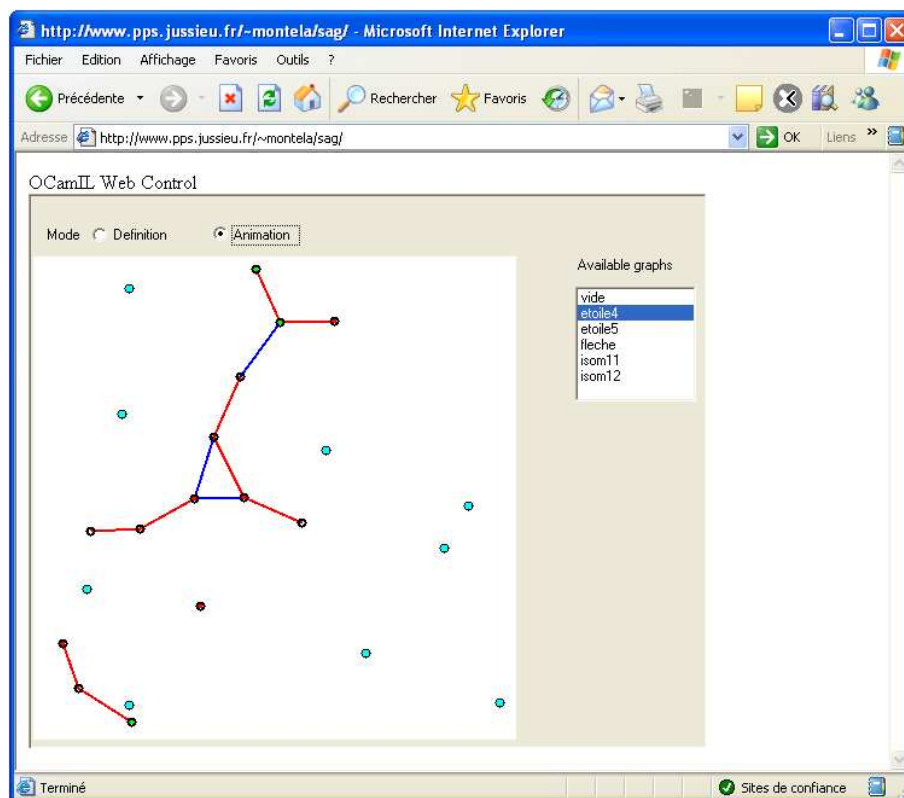 http://www.pps.jussieu.fr/~montela/sag/ - Microsoft Internet Explorer
Fichier Edition Affichage Favoris Outils ?
Précédente Rechercher Favoris
Adresse http://www.pps.jussieu.fr/~montela/sag/ OK Liens »
OCamIL Web Control
Mode Definition Animation
Available graphs
vide
etoile4
etoile5
fleche
isom11
isom12
Terminé Sites de confiance